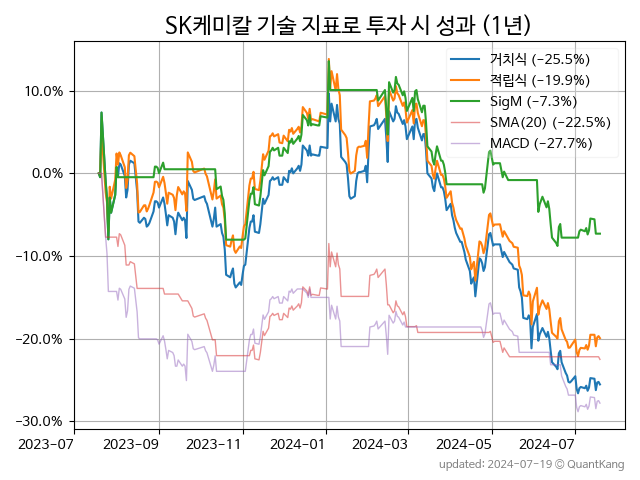 SK케미칼 기술 지표로 투자 시 성과 (1년)
거치식 (−25.5%)
적립식 (−19.9%)
SigM (−7.3%)
SMA(20) (−22.5%)
MACD (−27.7%)
10.0%
0.0%
−10.0%
−20.0%
−30.0%
2023-07 2023-09 2023-11 2024-01 2024-03 2024-05 2024-07
updated: 2024-07-19 © QuantKang